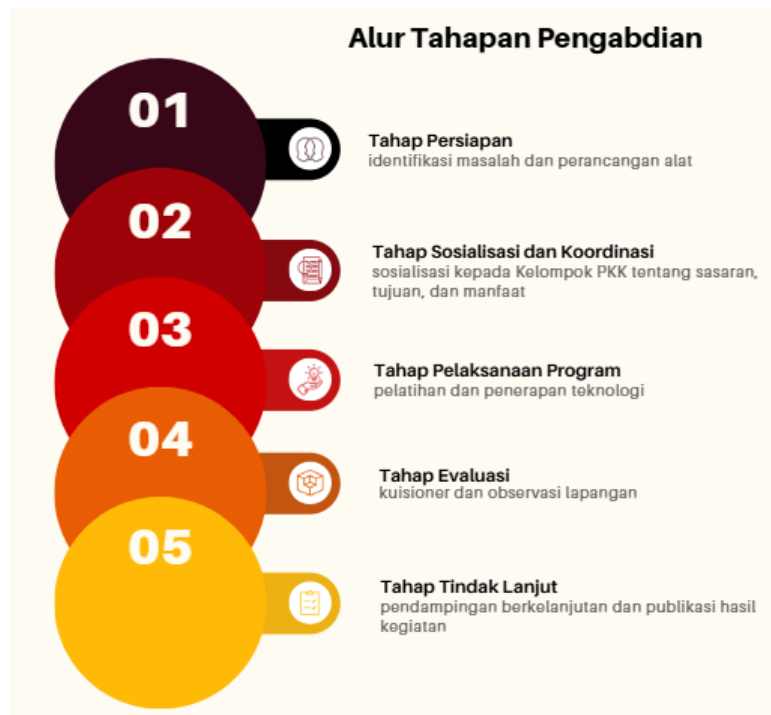 Alur Tahapan Pengabdian
01
Tahap Persiapan
identifikasi masalah dan perancangan alat
02
Tahap Sosialisasi dan Koordinasi
sosialisasi kepada Kelompok PKK tentang sasaran,
tujuan, dan manfaat
03
Tahap Pelaksanaan Program
pelatihan dan penerapan teknologi
04
Tahap Evaluasi
kuisioner dan observasi lapangan
05
Tahap Tindak Lanjut
pendampingan berkelanjutan dan publikasi hasil
kegiatan